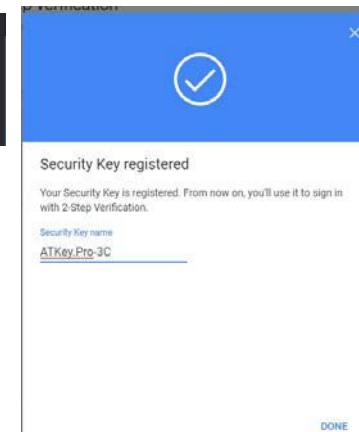 p Verification
Security Key registered
Your Security Key is registered. From now on, you'll use it to sign in
with 2-Step Verification.
Security Key name
ATKey.Pro-3C
DONE